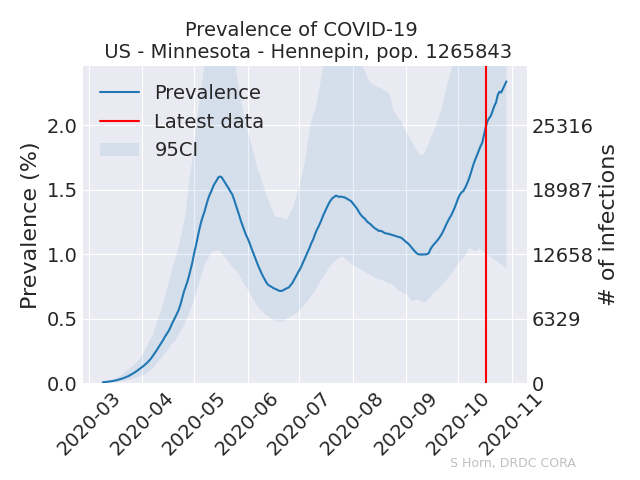 Prevalence of COVID-19
US - Minnesota - Hennepin, pop. 1265843
Prevalence
Latest data
95CI
Prevalence (%)
2.0
1.5
1.0
0.5
0.0
25316
18987
12658
6329
0
# of infections
2020-03
2020-04
2020-05
2020-06
2020-07
2020-08
2020-09
2020-10
2020-11
S Horn, DRDC CORA